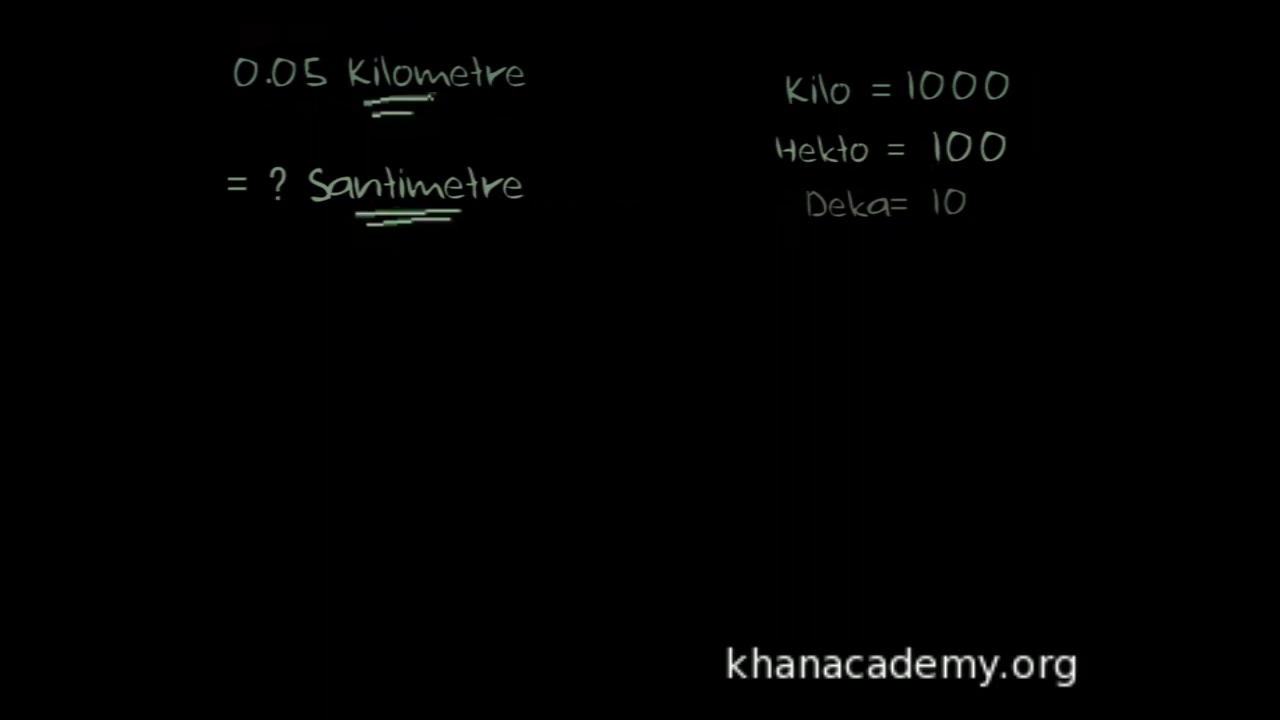 0.05 Kilometre
= ? Santimetre
Kilo = 1000
Hekto = 100
Deka= 10
khanacademy.org